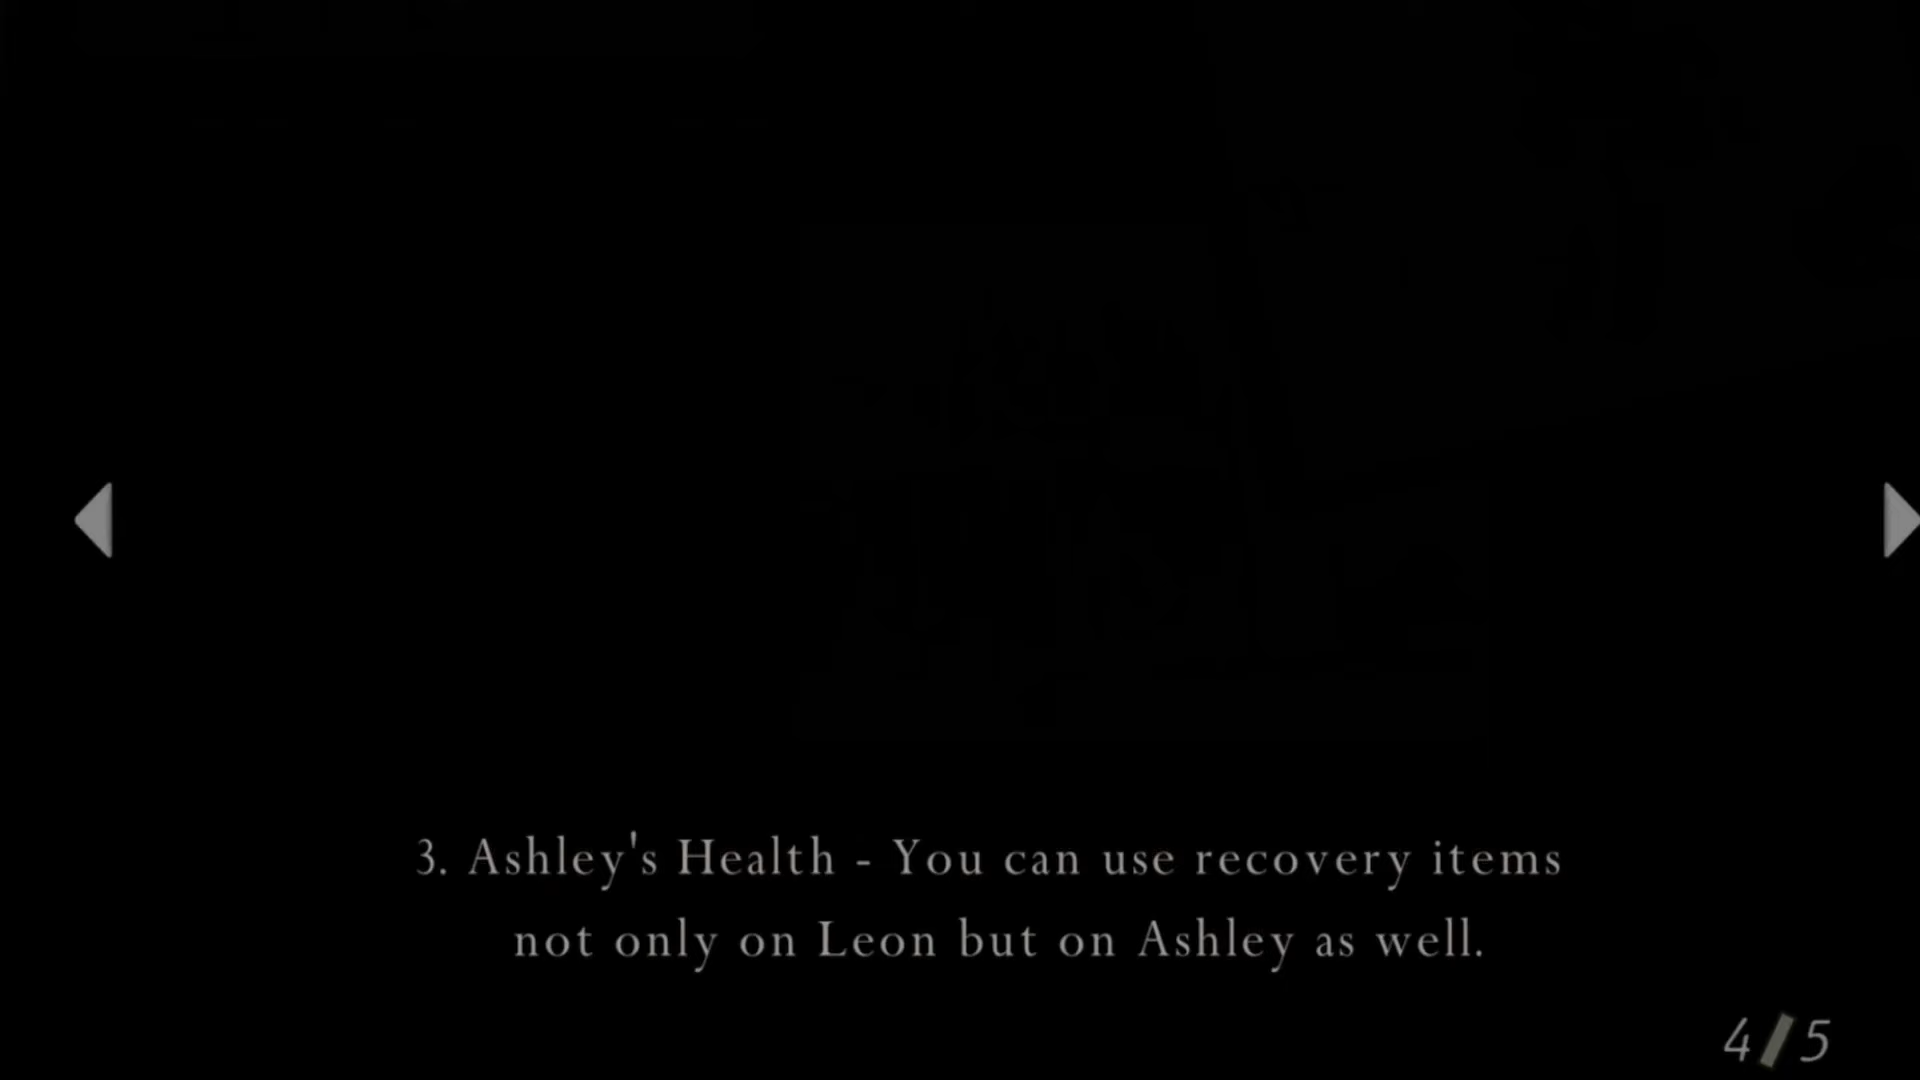 3. Ashley's Health - You can use recovery items
not only on Leon but on Ashley as well.
4/5